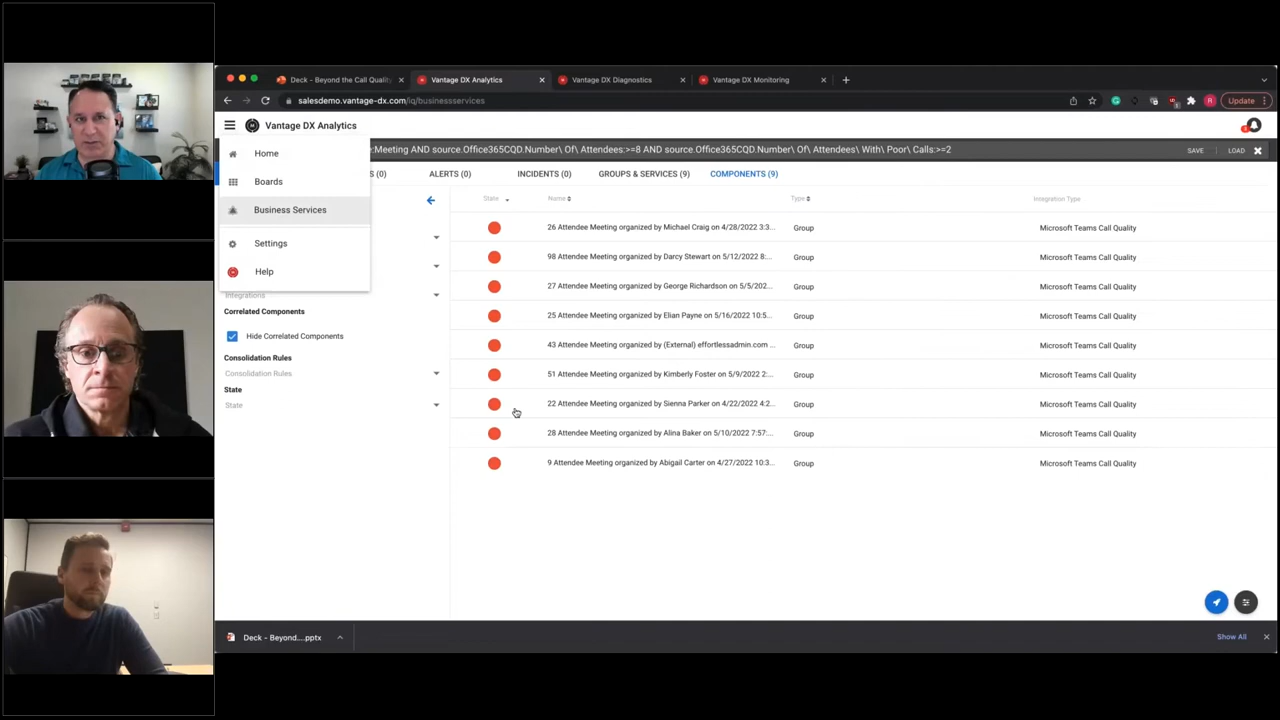 Deck - Beyond the Call Qualit
Vantage DX Analytics
Vantage DX Diagnostics
Vantage DX Monitoring
salesdemo.vantage-dx.com/iq/businessservices
Update
Vantage DX Analytics
:Meeting AND source.Office365CQD.Number\ Of\ Attendees:>=8 AND source.Office365CQD.Number\ Of\ Attendees\ With\ Poor\ Calls:>=2
SAVE
LOAD
Home
Boards
Business Services
Settings
Help
S (0)
ALERTS (0)
INCIDENTS (0)
GROUPS & SERVICES (9)
COMPONENTS (9)
Integrations
Correlated Components
Hide Correlated Components
Consolidation Rules
Consolidation Rules
State
State
State
Name
Type
Integration Type
26 Attendee Meeting organized by Michael Craig on 4/28/2022 3:3... Group Microsoft Teams Call Quality
98 Attendee Meeting organized by Darcy Stewart on 5/12/2022 8:... Group Microsoft Teams Call Quality
27 Attendee Meeting organized by George Richardson on 5/5/202... Group Microsoft Teams Call Quality
25 Attendee Meeting organized by Elian Payne on 5/16/2022 10:5... Group Microsoft Teams Call Quality
43 Attendee Meeting organized by (External) effortlessadmin.com ... Group Microsoft Teams Call Quality
51 Attendee Meeting organized by Kimberly Foster on 5/9/2022 2:... Group Microsoft Teams Call Quality
22 Attendee Meeting organized by Sienna Parker on 4/22/2022 4:2... Group Microsoft Teams Call Quality
28 Attendee Meeting organized by Alina Baker on 5/10/2022 7:57:... Group Microsoft Teams Call Quality
9 Attendee Meeting organized by Abigail Carter on 4/27/2022 10:3... Group Microsoft Teams Call Quality
Deck - Beyond....pptx
Show All